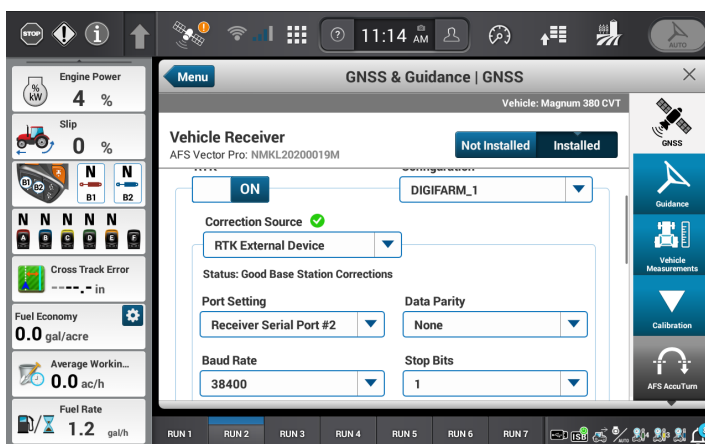 STOP
11:14 AM
AUTO
Engine Power
%
kW
4 %
Slip
0 %
B1 B2
N N
B1 B2
N N N N N
A B C D E F
Cross Track Error
----.- in
Fuel Economy
0.0 gal/acre
Average Workin...
0.0 ac/h
Fuel Rate
1.2 gal/h
Menu
GNSS & Guidance | GNSS
Vehicle: Magnum 380 CVT
Vehicle Receiver
AFS Vector Pro: NMKL20200019M
Not Installed Installed
RTK Configuration
ON DIGIFARM_1
Correction Source
RTK External Device
Status: Good Base Station Corrections
Port Setting Data Parity
Receiver Serial Port #2 None
Baud Rate Stop Bits
38400 1
GNSS
Guidance
Vehicle
Measurements
Calibration
AFS AccuTurn
RUN 1 RUN 2 RUN 3 RUN 4 RUN 5 RUN 6 RUN 7
ISB